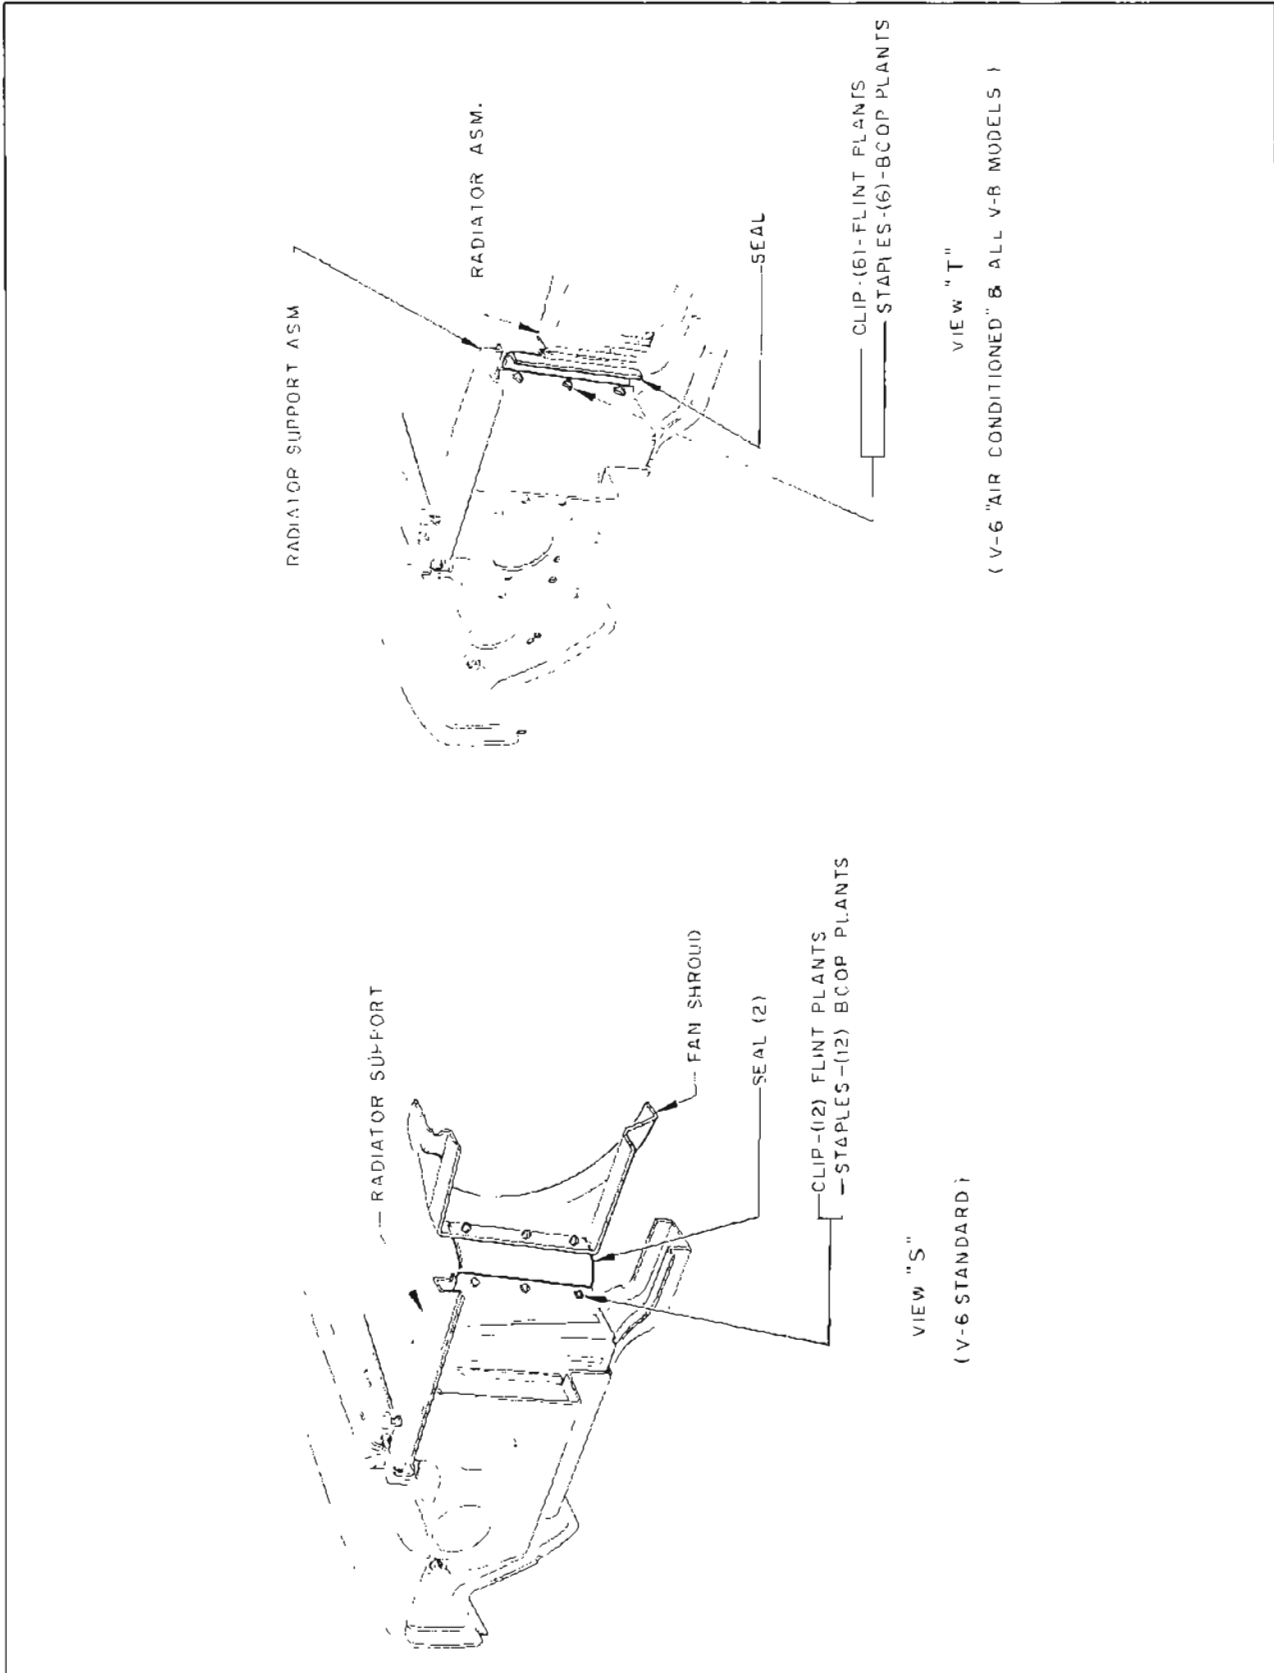 RADIATOR SUPPORT
FAN SHROUD
SEAL (2)
CLIP-(12) FLINT PLANTS
STAPLES-(12) BCOP PLANTS
VIEW "S"
(V-6 STANDARD)
RADIATOR SUPPORT ASM
RADIATOR ASM.
SEAL
CLIP-(6)-FLINT PLANTS
STAPLES-(6)-BCOP PLANTS
VIEW "T"
(V-6 "AIR CONDITIONED" & ALL V-8 MODELS)